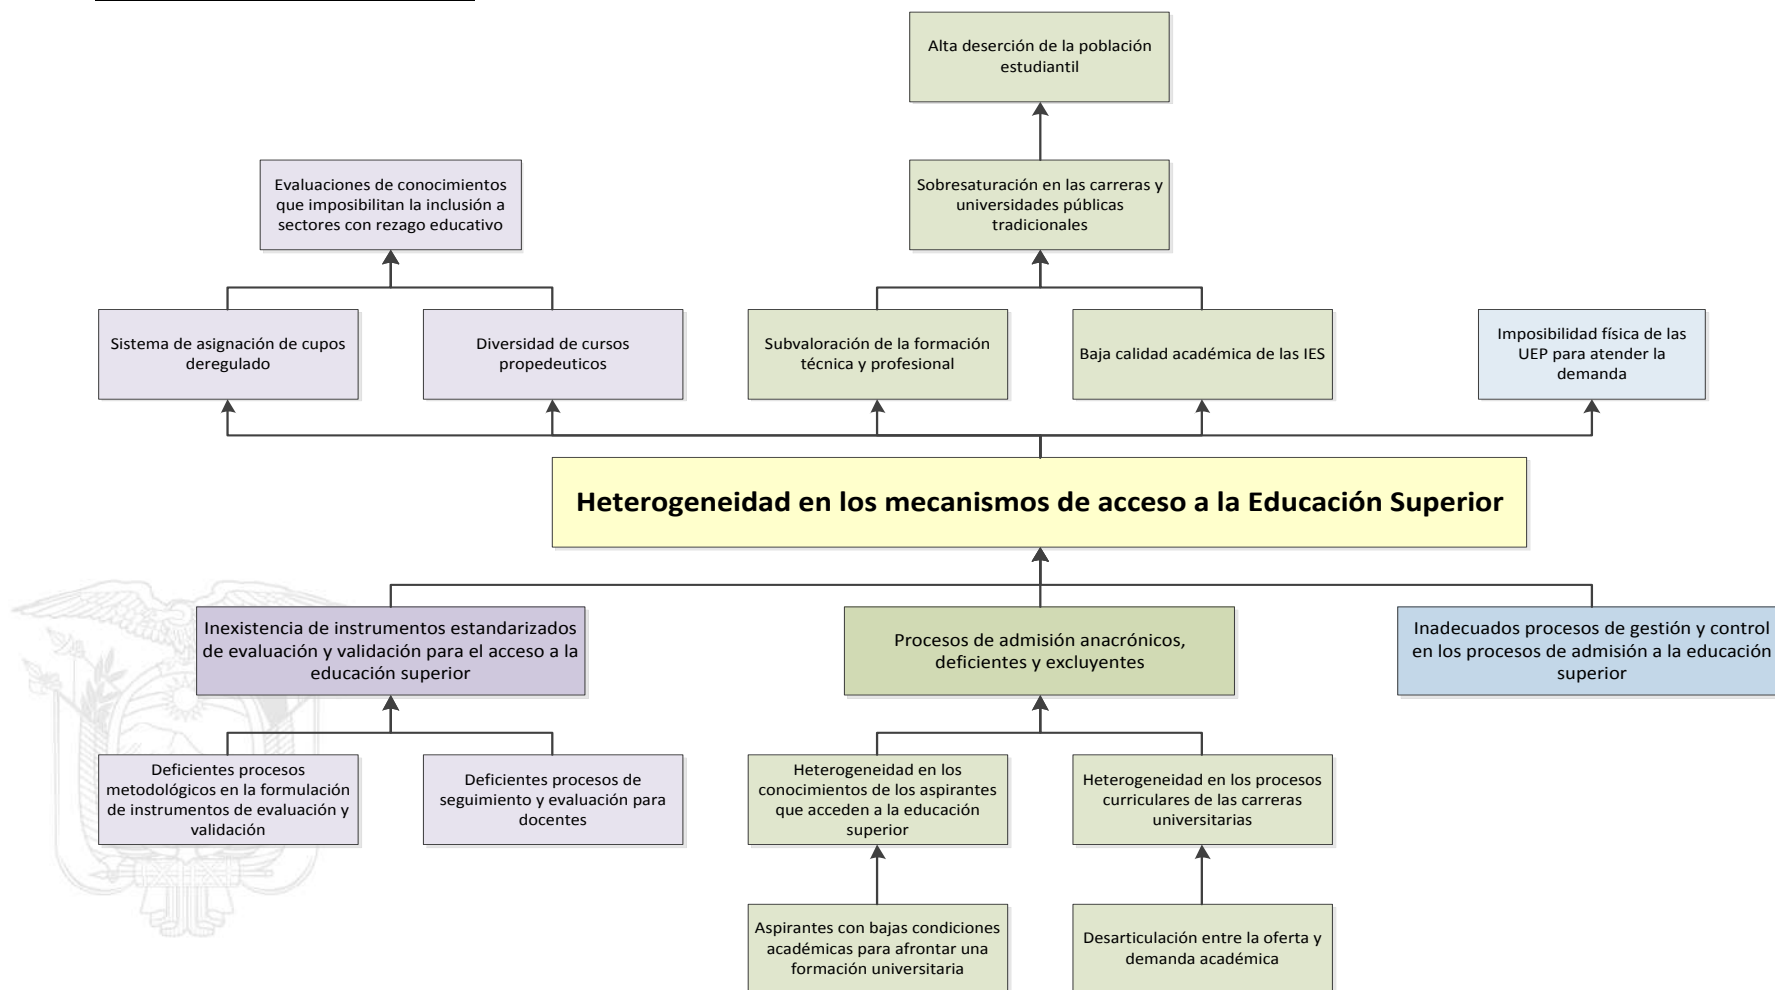 Alta deserción de la población
estudiantil
Evaluaciones de conocimientos
que imposibilitan la inclusión a
sectores con rezago educativo
Sobresaturación en las carreras y
universidades públicas
tradicionales
Sistema de asignación de cupos
deregulado
Diversidad de cursos
propedeuticos
Subvaloración de la formación
técnica y profesional
Baja calidad académica de las IES
Imposibilidad física de las
UEP para atender la
demanda
Heterogeneidad en los mecanismos de acceso a la Educación Superior
Inexistencia de instrumentos estandarizados
de evaluación y validación para el acceso a la
educación superior
Procesos de admisión anacrónicos,
deficientes y excluyentes
Inadecuados procesos de gestión y control
en los procesos de admisión a la educación
superior
Deficientes procesos
metodológicos en la formulación
de instrumentos de evaluación y
validación
Deficientes procesos de
seguimiento y evaluación para
docentes
Heterogeneidad en los
conocimientos de los aspirantes
que acceden a la educación
superior
Heterogeneidad en los procesos
curriculares de las carreras
universitarias
Aspirantes con bajas condiciones
académicas para afrontar una
formación universitaria
Desarticulación entre la oferta y
demanda académica